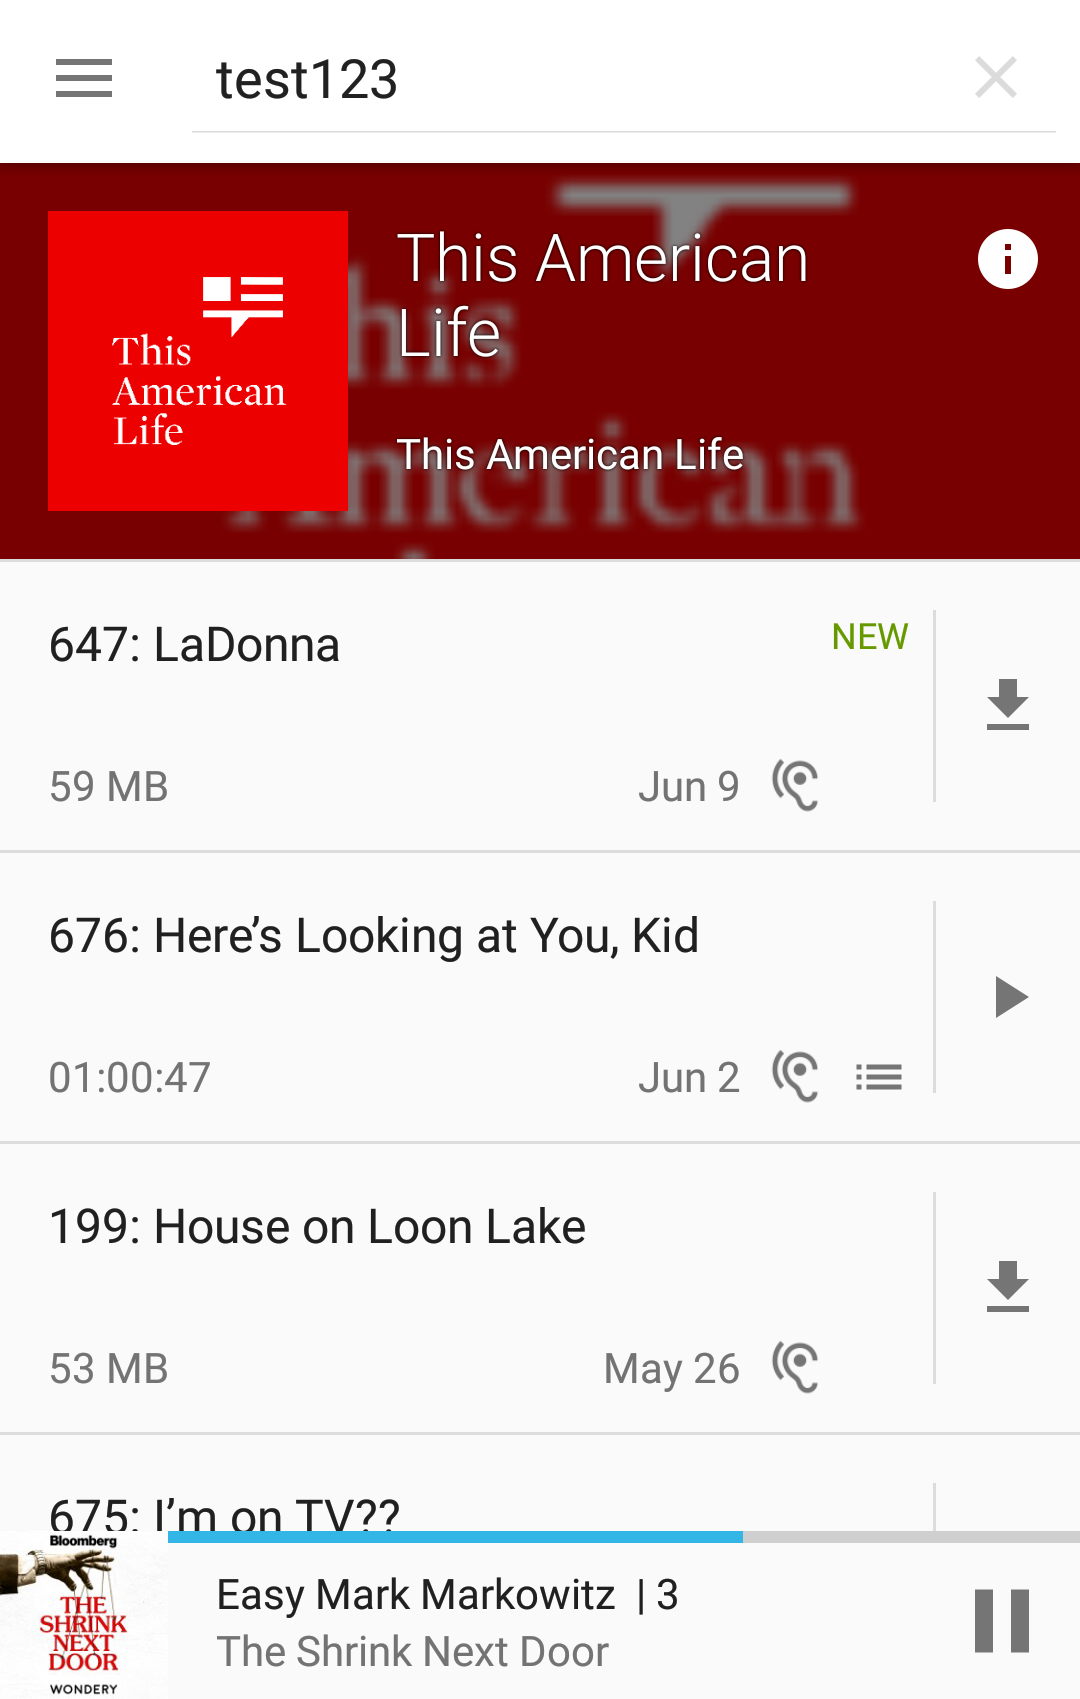 test123
This
American
Life
This American
Life
This American Life
647: LaDonna
NEW
59 MB
Jun 9
676: Here’s Looking at You, Kid
01:00:47
Jun 2
199: House on Loon Lake
53 MB
May 26
675: I’m on TV??
Bloomberg
THE
SHRINK
NEXT
DOOR
WONDERY
Easy Mark Markowitz | 3
The Shrink Next Door